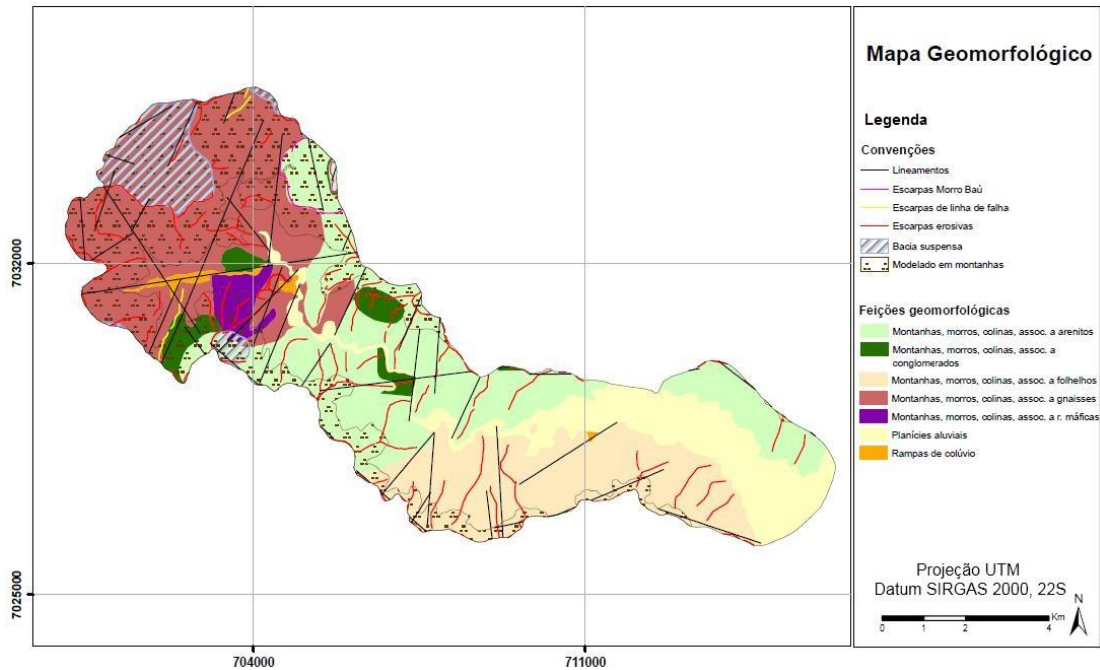 Mapa Geomorfológico
Legenda
Convenções
Lineamentos
Escarpas Morro Baú
Escarpas de linha de falha
Escarpas erosivas
Bacia suspensa
Modelado em montanhas
Feições geomorfológicas
Montanhas, morros, colinas, assoc. a arenitos
Montanhas, morros, colinas, assoc. a
conglomerados
Montanhas, morros, colinas, assoc. a folhelhos
Montanhas, morros, colinas, assoc. a gnaisses
Montanhas, morros, colinas, assoc. a r. máficas
Planícies aluviais
Rampas de colúvio
Projeção UTM
Datum SIRGAS 2000, 22S
N
Km
0 1 2 4
7032000
7025000
704000
711000